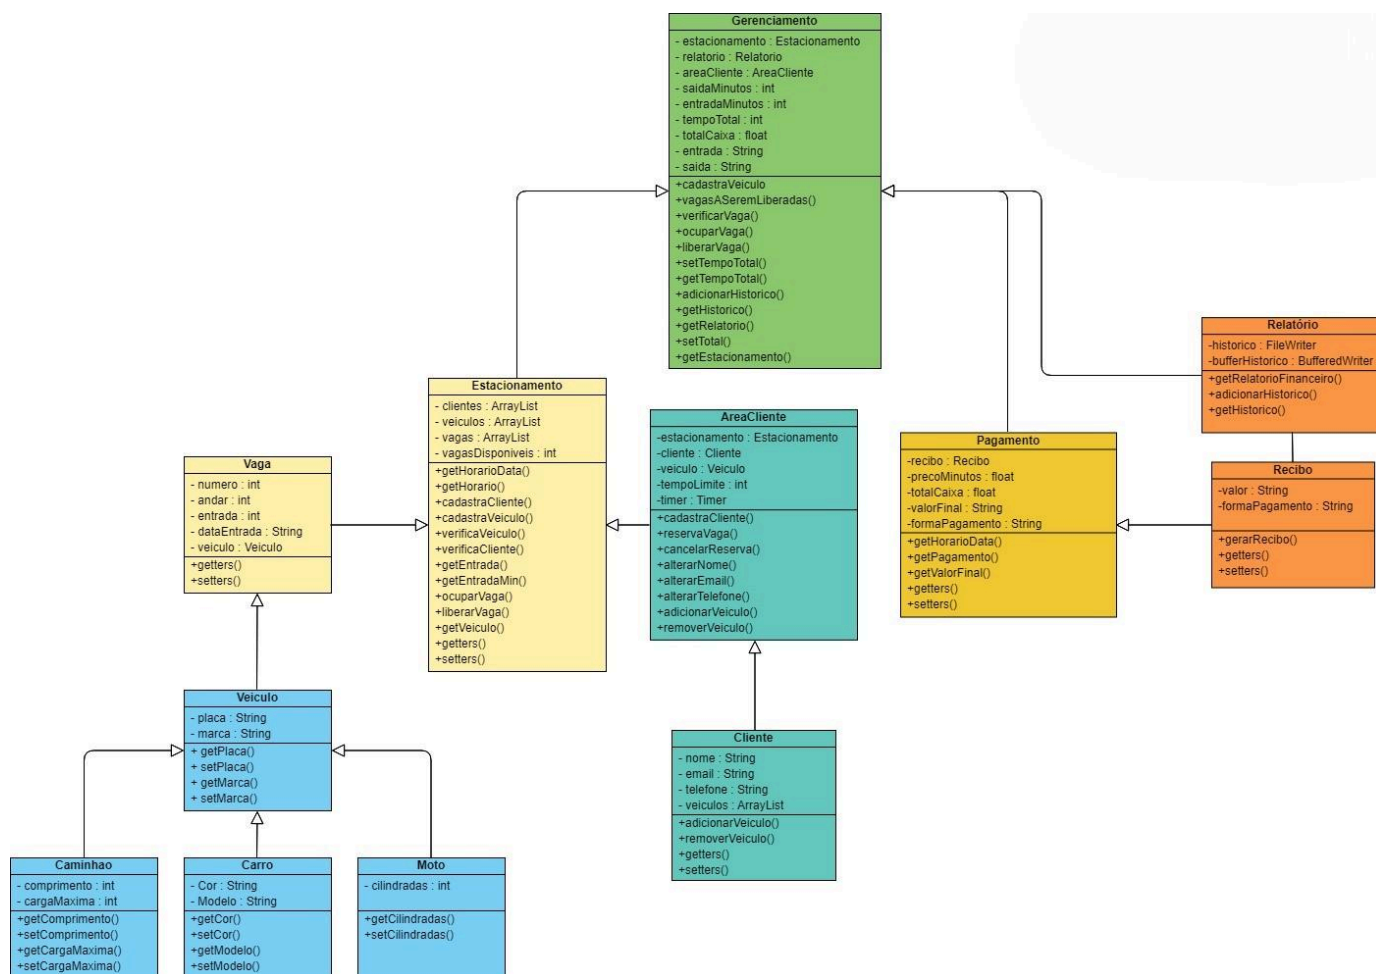 Gerenciamento
- estacionamento : Estacionamento
- relatorio : Relatorio
- areaCliente : AreaCliente
- saidaMinutos : int
- entradaMinutos : int
- tempoTotal : int
- totalCaixa : float
- entrada : String
- saida : String
+cadastraVeiculo
+vagasASeremLiberadas()
+verificarVaga()
+ocuparVaga()
+liberarVaga()
+setTempoTotal()
+getTempoTotal()
+adicionarHistorico()
+getHistorico()
+getRelatorio()
+setTotal()
+getEstacionamento()
Relatório
-historico : FileWriter
-bufferHistorico : BufferedWriter
+getRelatorioFinanceiro()
+adicionarHistorico()
+getHistorico()
Estacionamento
- clientes : ArrayList
- veiculos : ArrayList
- vagas : ArrayList
- vagasDisponiveis : int
+getHorarioData()
+getHorario()
+cadastraCliente()
+cadastraVeiculo()
+verificaVeiculo()
+verificaCliente()
+getEntrada()
+getEntradaMin()
+ocuparVaga()
+liberarVaga()
+getVeiculo()
+getters()
+setters()
AreaCliente
-estacionamento : Estacionamento
-cliente : Cliente
-veiculo : Veiculo
-tempoLimite : int
-timer : Timer
+cadastraCliente()
+reservaVaga()
+cancelarReserva()
+alterarNome()
+alterarEmail()
+alterarTelefone()
+adicionarVeiculo()
+removerVeiculo()
Pagamento
-recibo : Recibo
-precoMinutos : float
-totalCaixa : float
-valorFinal : String
-formaPagamento : String
+getHorarioData()
+getPagamento()
+getValorFinal()
+getters()
+setters()
Recibo
-valor : String
-formaPagamento : String
+gerarRecibo()
+getters()
+setters()
Vaga
- numero : int
- andar : int
- entrada : int
- dataEntrada : String
- veiculo : Veiculo
+getters()
+setters()
Veiculo
- placa : String
- marca : String
+ getPlaca()
+ setPlaca()
+ getMarca()
+ setMarca()
Cliente
- nome : String
- email : String
- telefone : String
- veiculos : ArrayList
+adicionarVeiculo()
+removerVeiculo()
+getters()
+setters()
Caminhao
- comprimento : int
- cargaMaxima : int
+getComprimento()
+setComprimento()
+getCargaMaxima()
+setCargaMaxima()
Carro
- Cor : String
- Modelo : String
+getCor()
+setCor()
+getModelo()
+setModelo()
Moto
- cilindradas : int
+getCilindradas()
+setCilindradas()